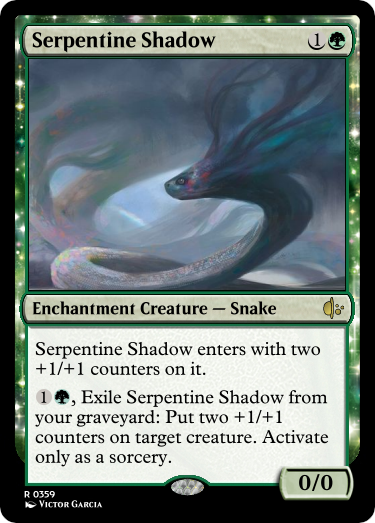 Serpentine Shadow 1
Enchantment Creature — Snake
Serpentine Shadow enters with two
+1/+1 counters on it.
1, Exile Serpentine Shadow from
your graveyard: Put two +1/+1
counters on target creature. Activate
only as a sorcery.
0/0
R 0359
Victor Garcia